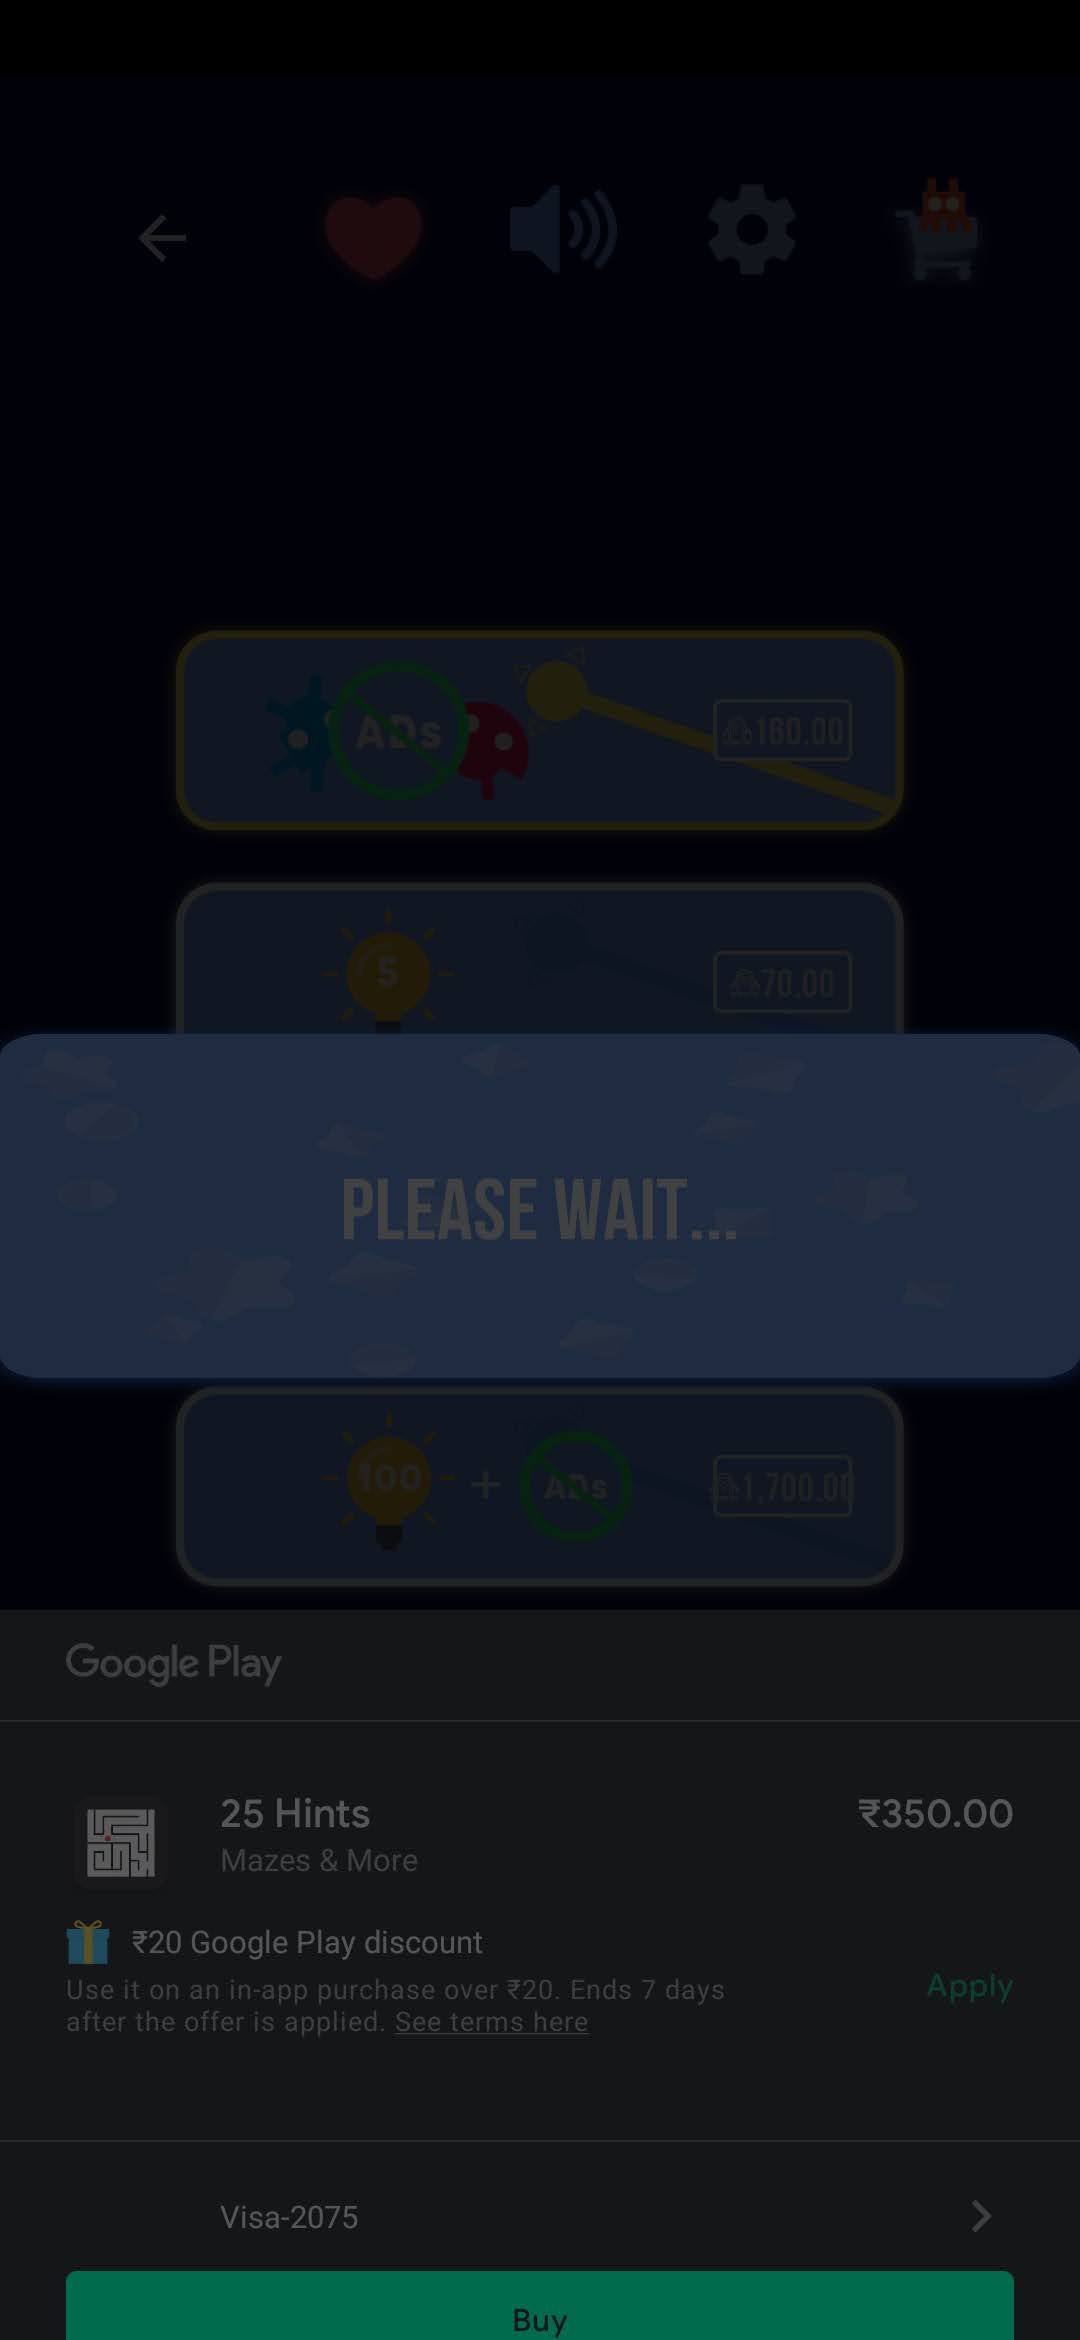 ADs
160.00
5
70.00
PLEASE WAIT...
100 + ADs
1,700.00
Google Play
25 Hints
₹350.00
Mazes & More
₹20 Google Play discount
Use it on an in-app purchase over ₹20. Ends 7 days
after the offer is applied. See terms here
Apply
Visa-2075
Buy